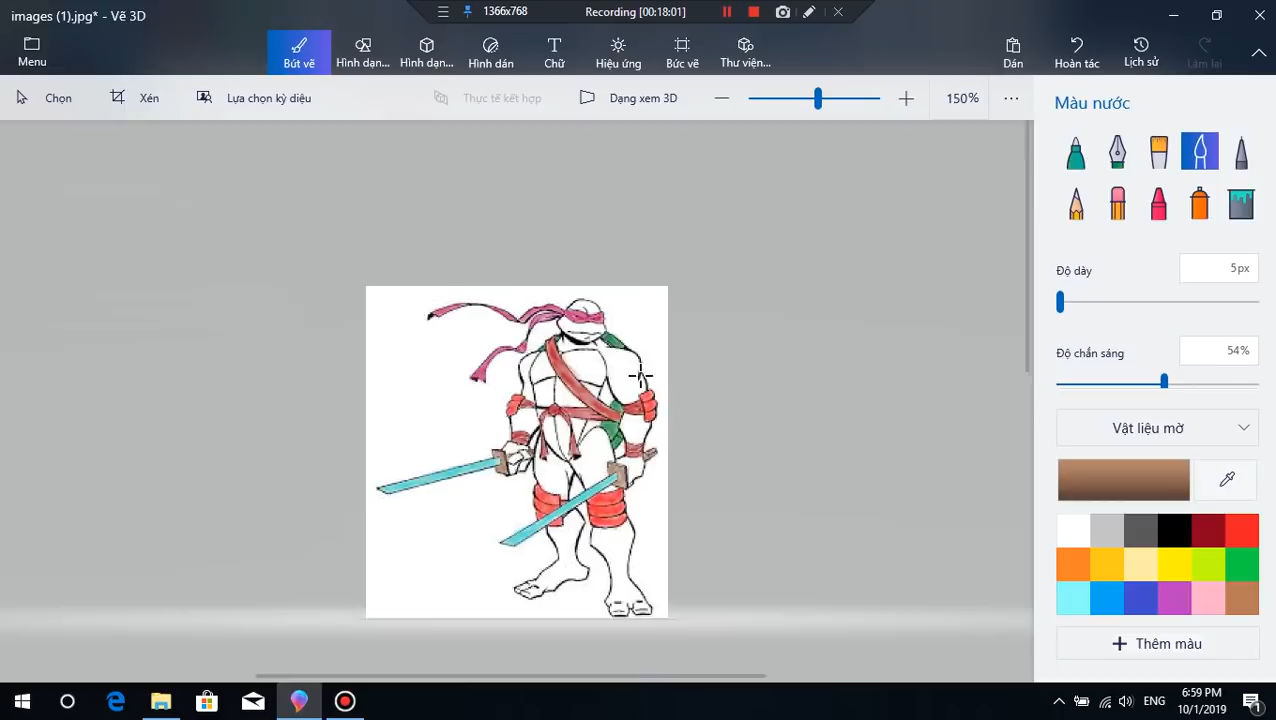 images (1).jpg* - Vẽ 3D
1366x768
Recording [00:18:01]
Menu
Bút vẽ
Hình dạn...
Hình dạn...
Hình dán
Chữ
Hiệu ứng
Bức vẽ
Thư viện...
Dán
Hoàn tác
Lịch sử
Làm lại
Chọn
Xén
Lựa chọn kỳ diệu
Thực tế kết hợp
Dạng xem 3D
150%
Màu nước
Độ dày
5px
Độ chắn sáng
54%
Vật liệu mờ
Thêm màu
ENG
6:59 PM
10/1/2019
1